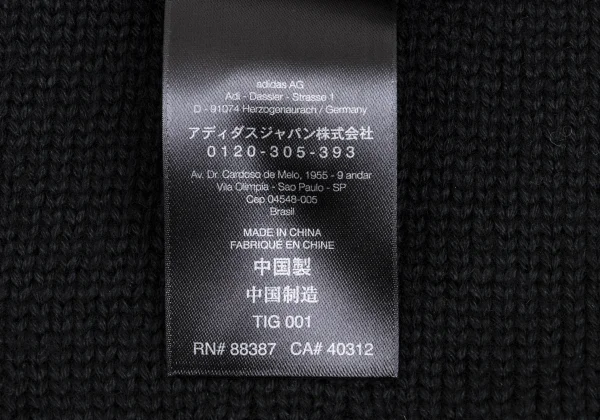 adidas AG
Adi - Dassler - Strasse 1
D - 91074 Herzogenaurach / Germany
アディダスジャパン株式会社
0120-305-393
Av. Dr. Cardoso de Melo, 1955 - 9 andar
Vila Olimpia - Sao Paulo - SP
Cep 04548-005
Brasil
MADE IN CHINA
FABRIQUÉ EN CHINE
中国製
中国制造
TIG 001
RN# 88387 CA# 40312